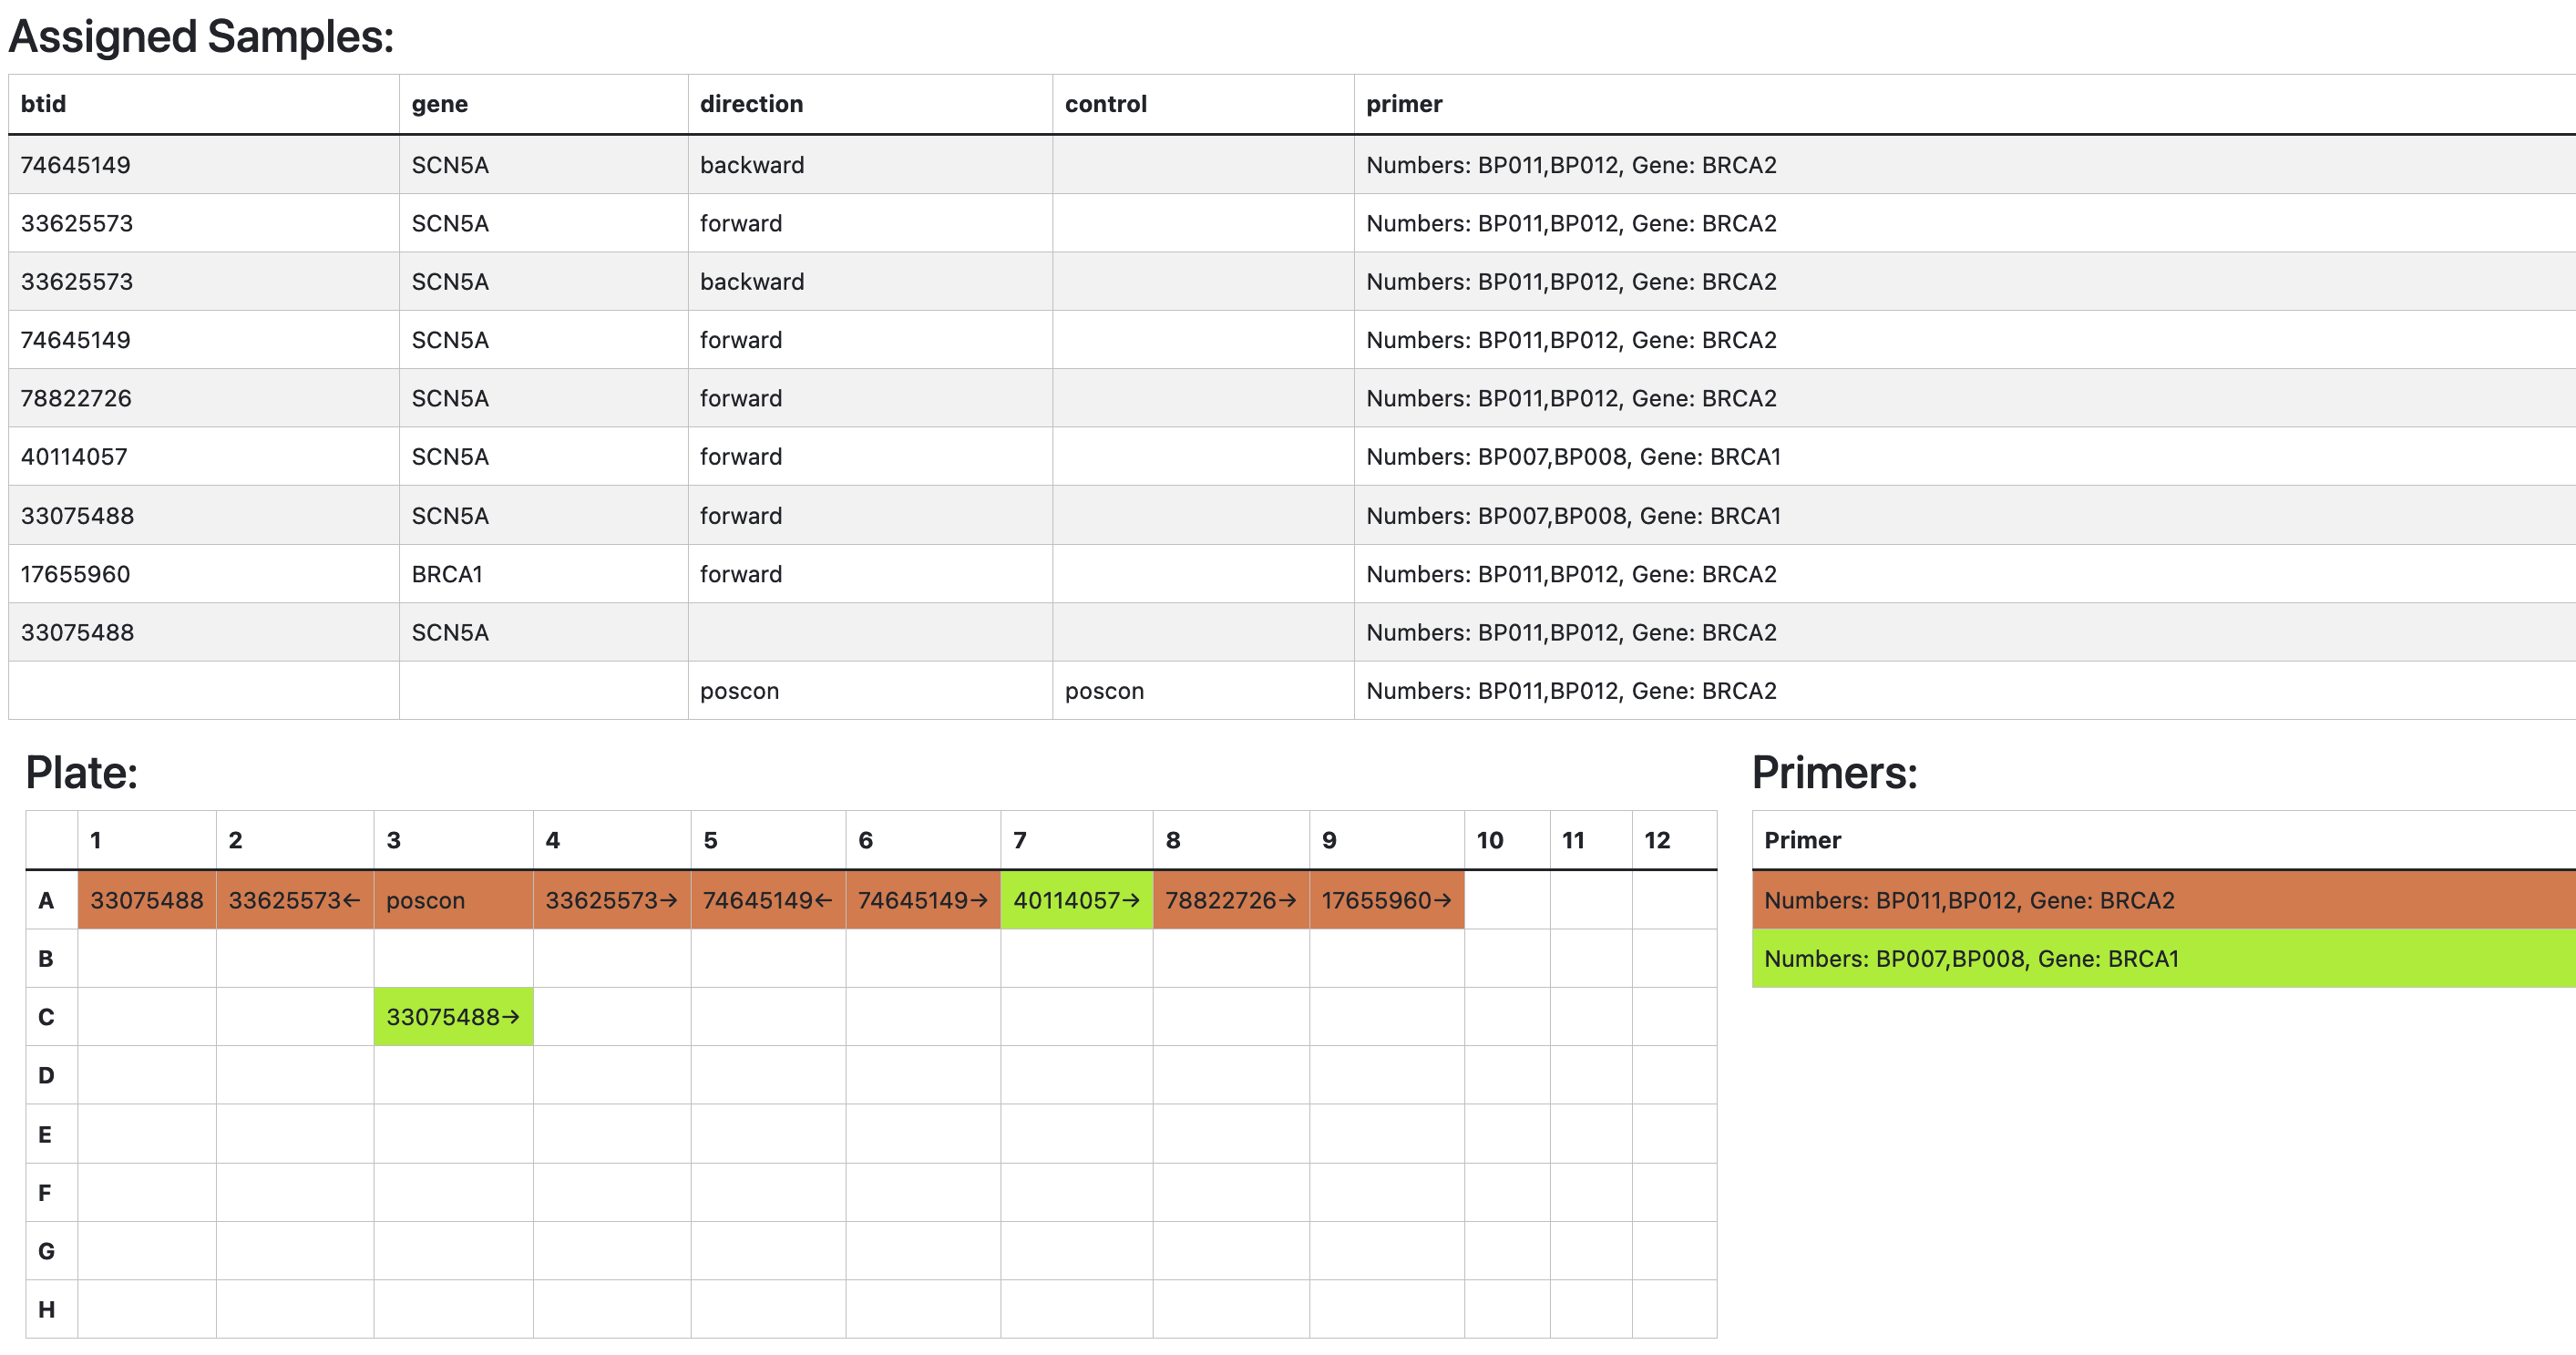 Assigned Samples:
btid gene direction control primer
74645149 SCN5A backward Numbers: BP011,BP012, Gene: BRCA2
33625573 SCN5A forward Numbers: BP011,BP012, Gene: BRCA2
33625573 SCN5A backward Numbers: BP011,BP012, Gene: BRCA2
74645149 SCN5A forward Numbers: BP011,BP012, Gene: BRCA2
78822726 SCN5A forward Numbers: BP011,BP012, Gene: BRCA2
40114057 SCN5A forward Numbers: BP007,BP008, Gene: BRCA1
33075488 SCN5A forward Numbers: BP007,BP008, Gene: BRCA1
17655960 BRCA1 forward Numbers: BP011,BP012, Gene: BRCA2
33075488 SCN5A Numbers: BP011,BP012, Gene: BRCA2
poscon poscon Numbers: BP011,BP012, Gene: BRCA2
Plate:
1 2 3 4 5 6 7 8 9 10 11 12
A 33075488 33625573← poscon 33625573→ 74645149← 74645149→ 40114057→ 78822726→ 17655960→
B
C 33075488→
D
E
F
G
H
Primers:
Primer
Numbers: BP011,BP012, Gene: BRCA2
Numbers: BP007,BP008, Gene: BRCA1